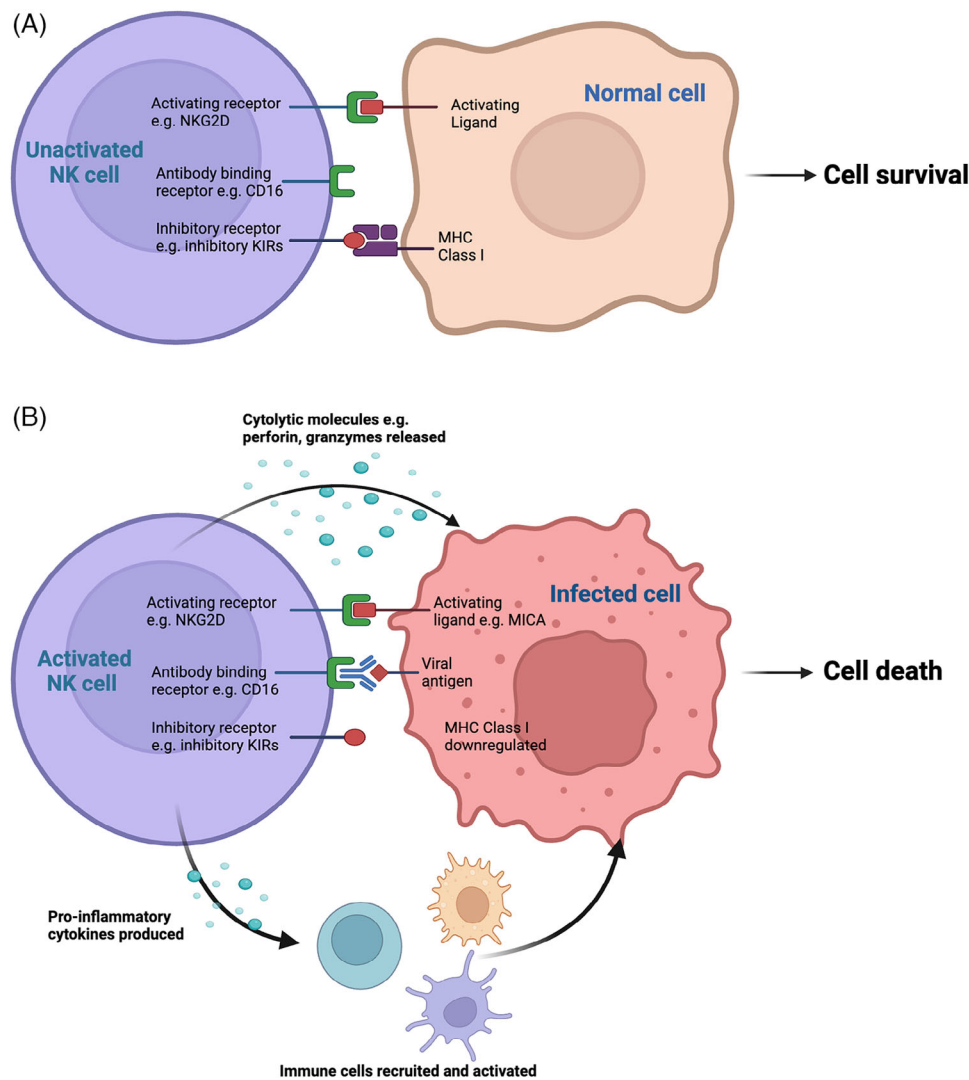 (A)
Activating receptor
e.g. NKG2D
Activating
Ligand
Normal cell
Unactivated
NK cell
Antibody binding
receptor e.g. CD16
Cell survival
Inhibitory receptor
e.g. inhibitory KIRs
MHC
Class I
(B)
Cytolytic molecules e.g.
perforin, granzymes released
Activating receptor
e.g. NKG2D
Activating
ligand e.g. MICA
Infected cell
Activated
NK cell
Antibody binding
receptor e.g. CD16
Viral
antigen
Cell death
Inhibitory receptor
e.g. inhibitory KIRs
MHC Class I
downregulated
Pro-inflammatory
cytokines produced
Immune cells recruited and activated